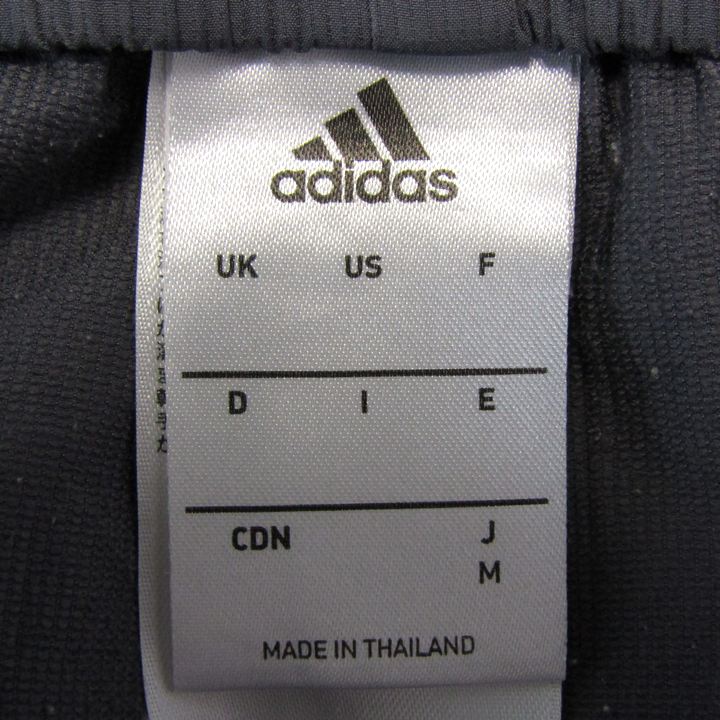 adidas
UK US F
D I E
CDN J
M
MADE IN THAILAND